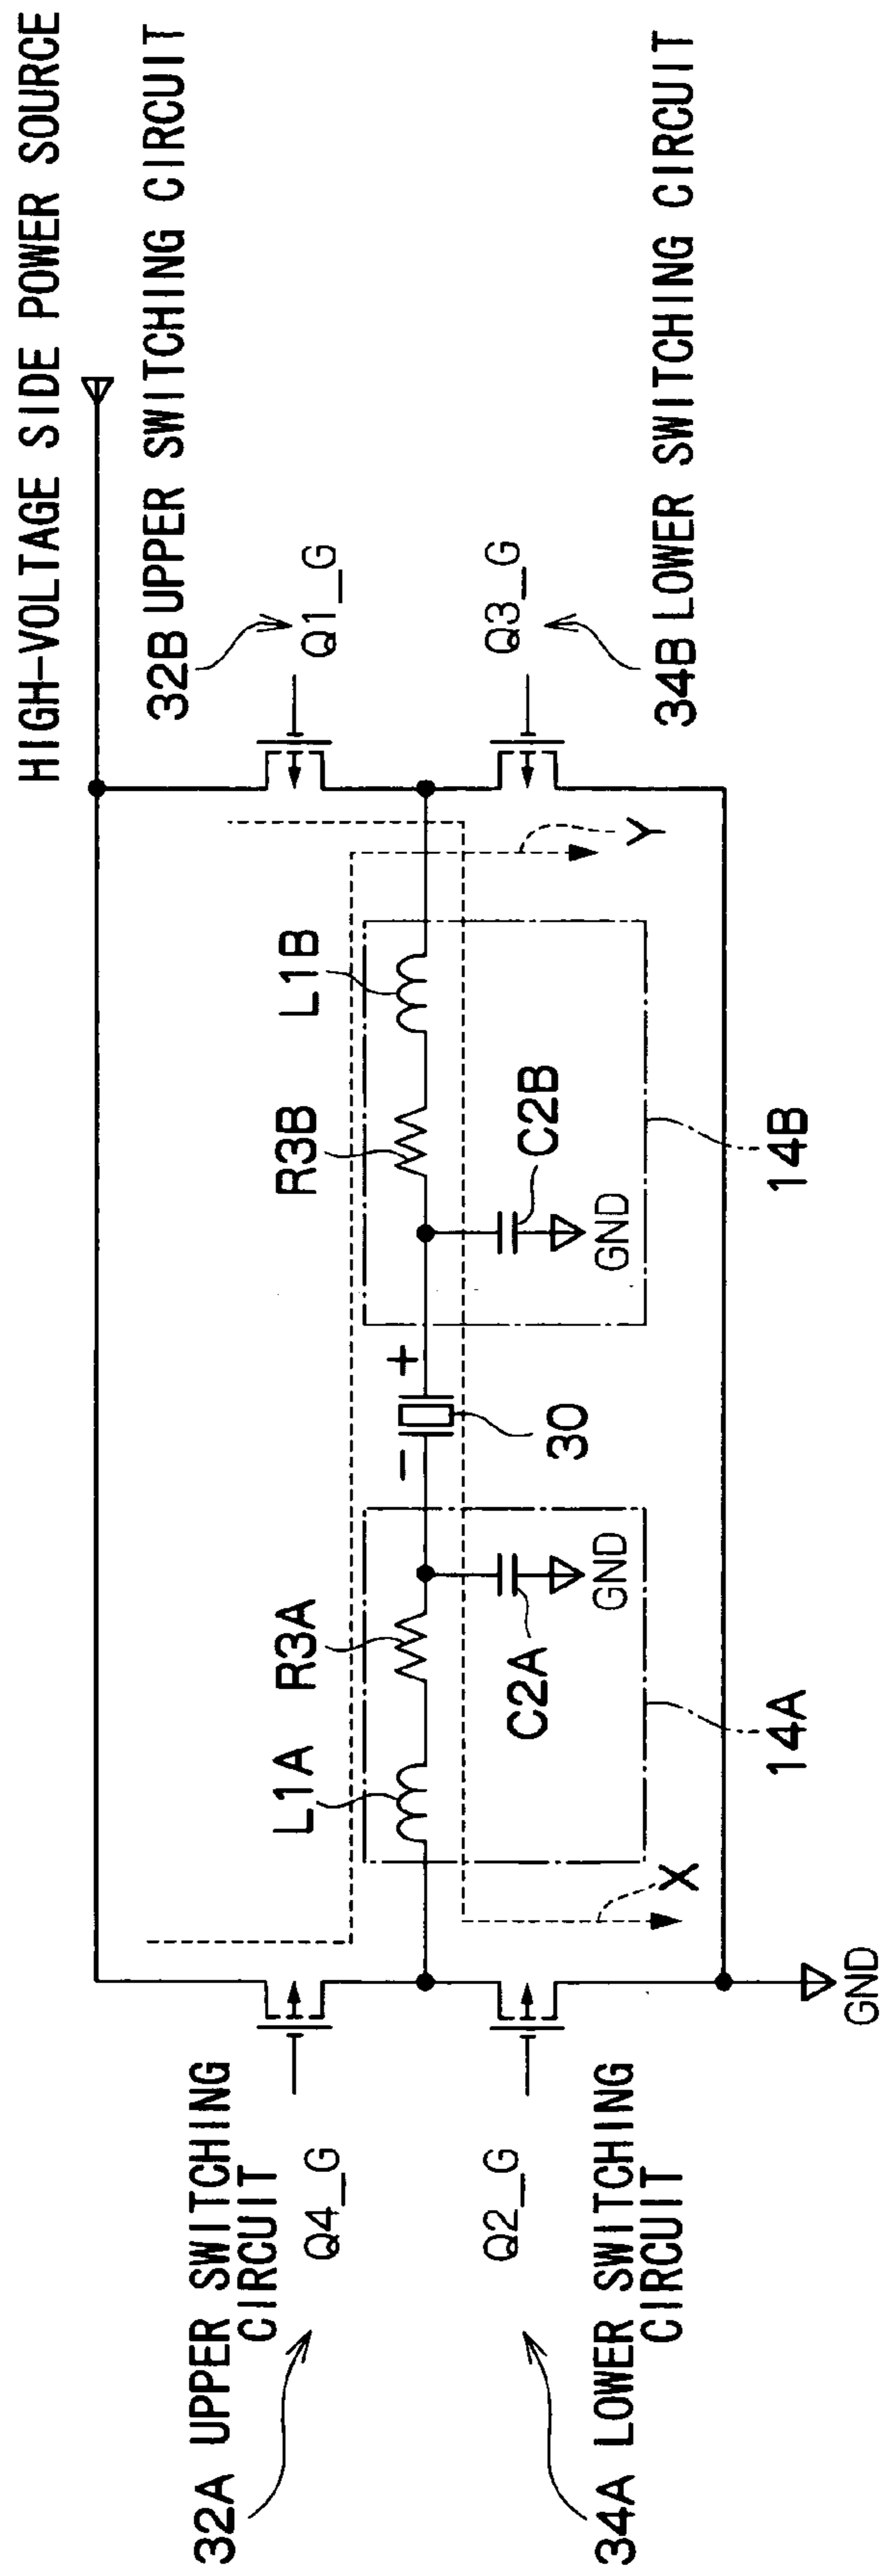 HIGH-VOLTAGE SIDE POWER SOURCE
32B UPPER SWITCHING CIRCUIT
Q1_G
Q3_G
34B LOWER SWITCHING CIRCUIT
32A UPPER SWITCHING
CIRCUIT
Q4_G
Q2_G
34A LOWER SWITCHING
CIRCUIT
L1A
R3A
R3B
L1B
− +
30
C2A
C2B
GND
GND
X
Y
14A
14B
GND